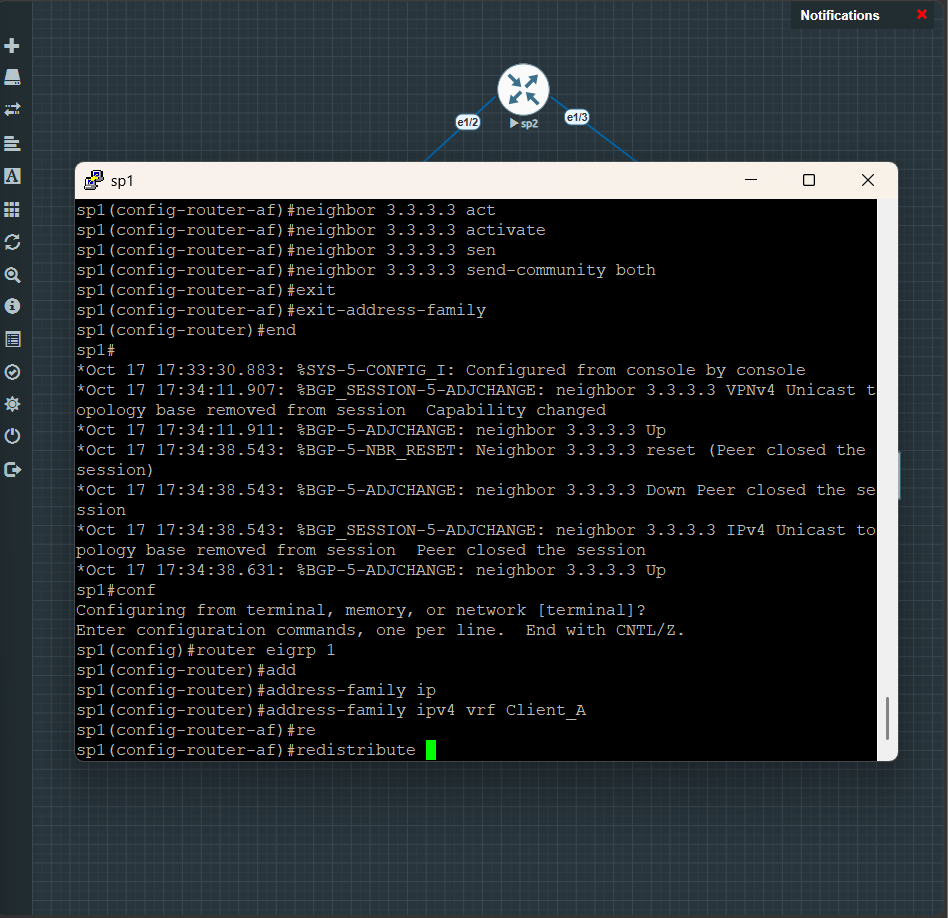 Notifications
e1/2
e1/3
sp2
sp1
sp1(config-router-af)#neighbor 3.3.3.3 act
sp1(config-router-af)#neighbor 3.3.3.3 activate
sp1(config-router-af)#neighbor 3.3.3.3 sen
sp1(config-router-af)#neighbor 3.3.3.3 send-community both
sp1(config-router-af)#exit
sp1(config-router-af)#exit-address-family
sp1(config-router)#end
sp1#
*Oct 17 17:33:30.883: %SYS-5-CONFIG_I: Configured from console by console
*Oct 17 17:34:11.907: %BGP_SESSION-5-ADJCHANGE: neighbor 3.3.3.3 VPNv4 Unicast t
opology base removed from session  Capability changed
*Oct 17 17:34:11.911: %BGP-5-ADJCHANGE: neighbor 3.3.3.3 Up
*Oct 17 17:34:38.543: %BGP-5-NBR_RESET: Neighbor 3.3.3.3 reset (Peer closed the
session)
*Oct 17 17:34:38.543: %BGP-5-ADJCHANGE: neighbor 3.3.3.3 Down Peer closed the se
ssion
*Oct 17 17:34:38.543: %BGP_SESSION-5-ADJCHANGE: neighbor 3.3.3.3 IPv4 Unicast to
pology base removed from session  Peer closed the session
*Oct 17 17:34:38.631: %BGP-5-ADJCHANGE: neighbor 3.3.3.3 Up
sp1#conf
Configuring from terminal, memory, or network [terminal]?
Enter configuration commands, one per line.  End with CNTL/Z.
sp1(config)#router eigrp 1
sp1(config-router)#add
sp1(config-router)#address-family ip
sp1(config-router)#address-family ipv4 vrf Client_A
sp1(config-router-af)#re
sp1(config-router-af)#redistribute